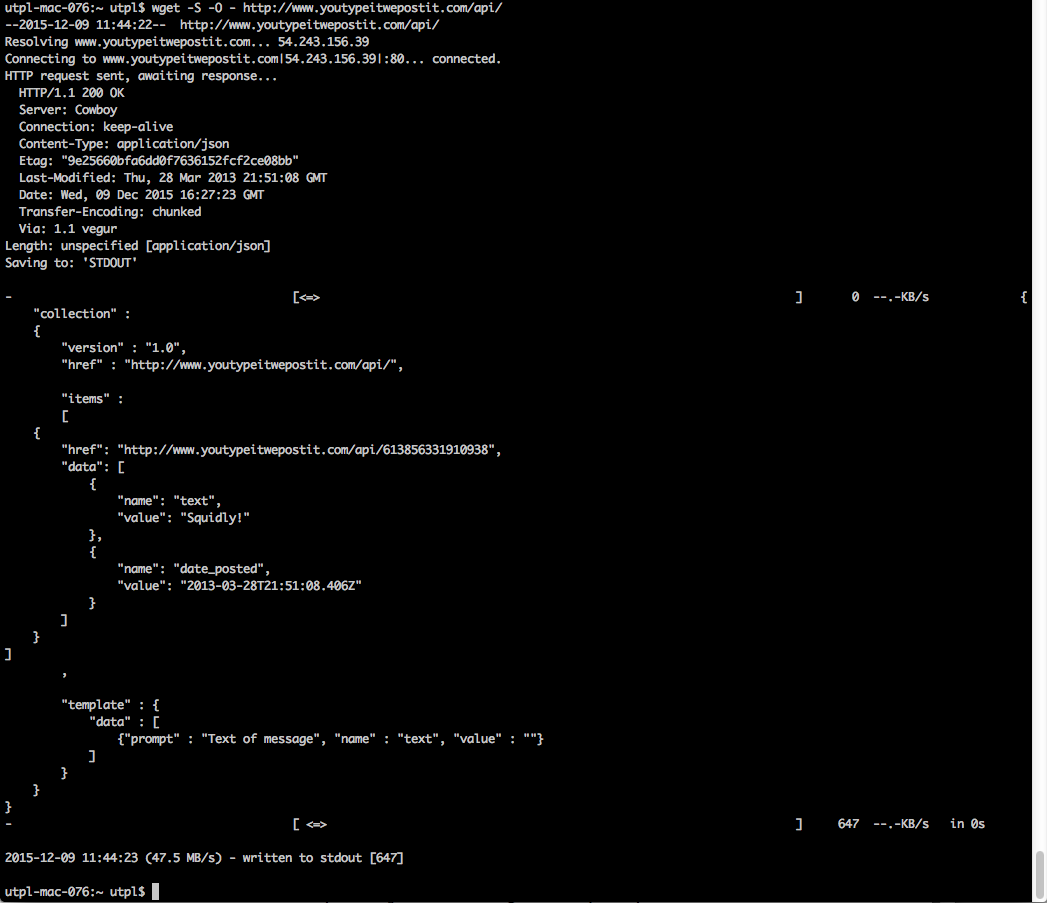 utpl-mac-076:~ utpl$ wget -S -O - http://www.youtypeitwepostit.com/api/
--2015-12-09 11:44:22--  http://www.youtypeitwepostit.com/api/
Resolving www.youtypeitwepostit.com... 54.243.156.39
Connecting to www.youtypeitwepostit.com|54.243.156.39|:80... connected.
HTTP request sent, awaiting response...
  HTTP/1.1 200 OK
  Server: Cowboy
  Connection: keep-alive
  Content-Type: application/json
  Etag: "9e25660bfa6dd0f7636152fcf2ce08bb"
  Last-Modified: Thu, 28 Mar 2013 21:51:08 GMT
  Date: Wed, 09 Dec 2015 16:27:23 GMT
  Transfer-Encoding: chunked
  Via: 1.1 vegur
Length: unspecified [application/json]
Saving to: 'STDOUT'
-                                        [<=>                                                                    ]       0  --.-KB/s             {
    "collection" :
    {
        "version" : "1.0",
        "href" : "http://www.youtypeitwepostit.com/api/",
        "items" :
        [
    {
        "href": "http://www.youtypeitwepostit.com/api/613856331910938",
        "data": [
            {
                "name": "text",
                "value": "Squidly!"
            },
            {
                "name": "date_posted",
                "value": "2013-03-28T21:51:08.406Z"
            }
        ]
    }
]
        ,
        "template" : {
            "data" : [
                {"prompt" : "Text of message", "name" : "text", "value" : ""}
            ]
        }
    }
}
-                                        [ <=>                                                                   ]     647  --.-KB/s   in 0s
2015-12-09 11:44:23 (47.5 MB/s) - written to stdout [647]
utpl-mac-076:~ utpl$